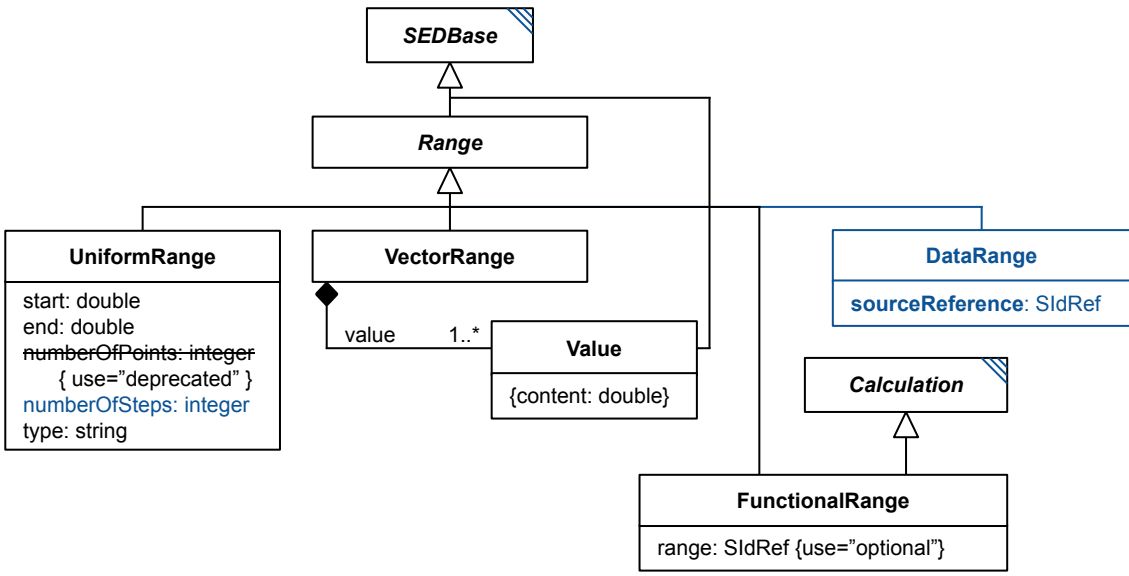 SEDBase
Range
UniformRange
start: double
end: double
numberOfPoints: integer
{ use=”deprecated” }
numberOfSteps: integer
type: string
VectorRange
value 1..*
Value
{content: double}
DataRange
sourceReference: SIdRef
Calculation
FunctionalRange
range: SIdRef {use=”optional”}